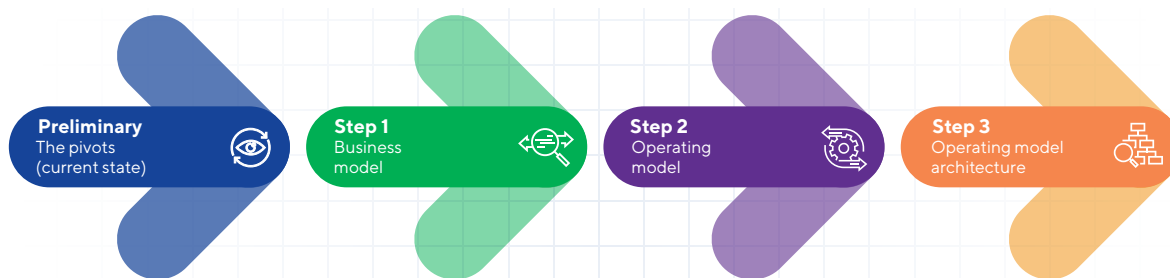 Preliminary
The pivots
(current state)
Step 1
Business
model
Step 2
Operating
model
Step 3
Operating model
architecture